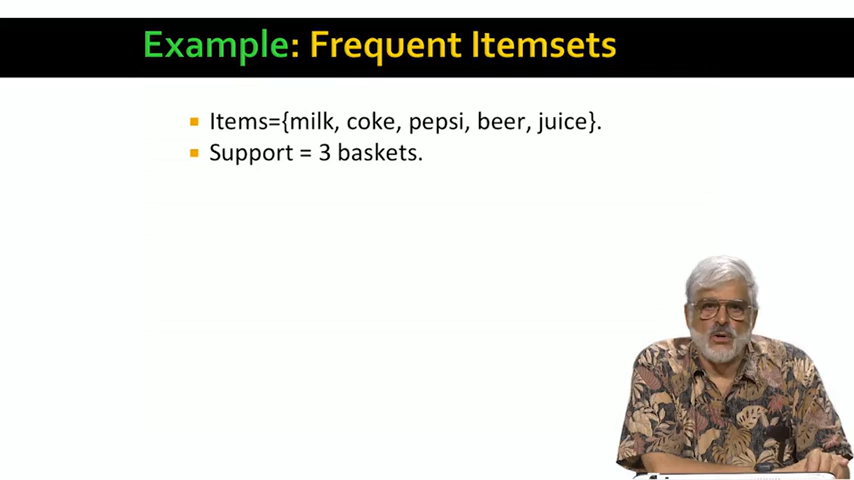 Example: Frequent Itemsets
Items={milk, coke, pepsi, beer, juice}.
Support = 3 baskets.